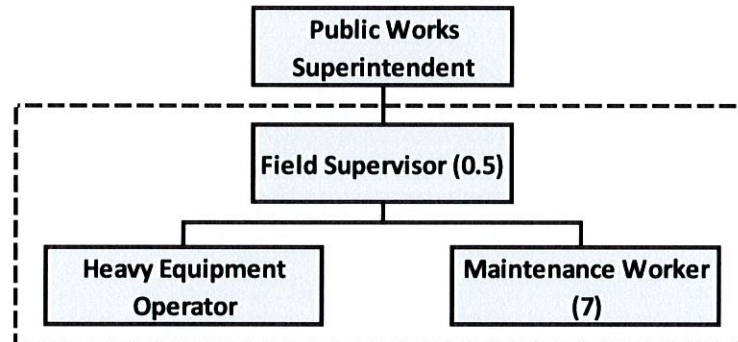 Public Works
Superintendent
Field Supervisor (0.5)
Heavy Equipment
Operator
Maintenance Worker
(7)